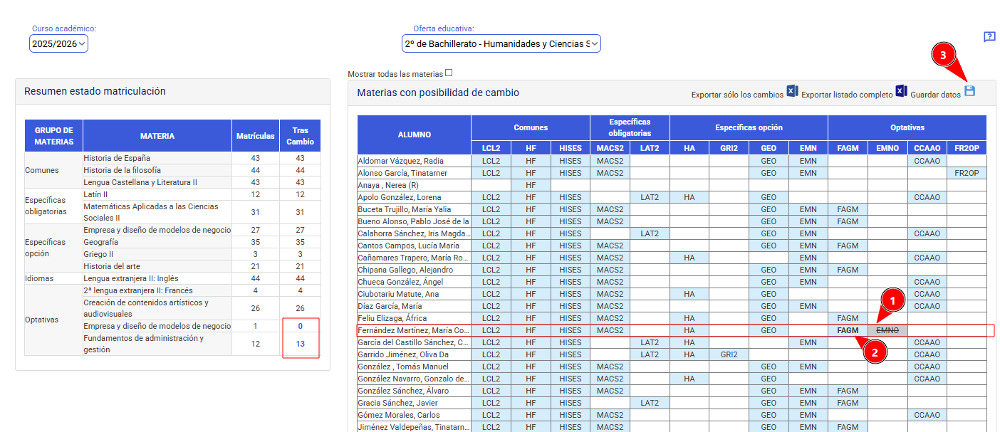 Curso académico:
2025/2026
Oferta educativa:
2º de Bachillerato - Humanidades y Ciencias S
?
3
Mostrar todas las materias
Resumen estado matriculación
GRUPO DE MATERIAS MATERIA Matrículas Tras Cambio
Comunes
Historia de España 43 43
Historia de la filosofía 44 44
Lengua Castellana y Literatura II 43 43
Específicas obligatorias
Latín II 12 12
Matemáticas Aplicadas a las Ciencias
Sociales II 31 31
Específicas opción
Empresa y diseño de modelos de negocio 27 27
Geografía 35 35
Griego II 3 3
Historia del arte 21 21
Idiomas Lengua extranjera II: Inglés 44 44
Optativas
2ª lengua extranjera II: Francés 4 4
Creación de contenidos artísticos y
audiovisuales 26 26
Empresa y diseño de modelos de negocio 1 0
Fundamentos de administración y
gestión 12 13
Materias con posibilidad de cambio
Exportar sólo los cambios Exportar listado completo Guardar datos
ALUMNO Comunes Específicas obligatorias Específicas opción Optativas
LCL2 HF HISES MACS2 LAT2 HA GRI2 GEO EMN FAGM EMNO CCAAO FR2OP
Aldomar Vázquez, Radia LCL2 HF HISES MACS2 GEO EMN CCAAO
Alonso García, Tinatarner LCL2 HF HISES MACS2 GEO EMN FR2OP
Anaya , Nerea (R) HF
Apolo González, Lorena LCL2 HF HISES LAT2 HA GEO CCAAO
Buceta Trujillo, María Yalia LCL2 HF HISES MACS2 GEO EMN FAGM
Bueno Alonso, Pablo José de la LCL2 HF HISES MACS2 GEO EMN FAGM
Calahorra Sánchez, Iris Magda... LCL2 HF HISES LAT2 GEO EMN CCAAO
Cantos Campos, Lucía María LCL2 HF HISES MACS2 GEO EMN FAGM
Cañamares Trapero, María Ro... LCL2 HF HISES MACS2 HA EMN CCAAO
Chipana Gallego, Alejandro LCL2 HF HISES MACS2 GEO EMN FAGM
Chueca González, Ángel LCL2 HF HISES MACS2 GEO EMN CCAAO
Ciubotariu Matute, Ana LCL2 HF HISES MACS2 HA GEO CCAAO
Díaz García, María LCL2 HF HISES MACS2 GEO EMN CCAAO
1
Feliu Elizaga, África LCL2 HF HISES MACS2 HA GEO FAGM
Fernández Martínez, María Co... LCL2 HF HISES MACS2 HA GEO FAGM EMNO
García del Castillo Sánchez, C... LCL2 HF HISES LAT2 HA EMN CCAAO
2
Garrido Jiménez, Oliva Da LCL2 HF HISES LAT2 HA GRI2 CCAAO
González , Tomás Manuel LCL2 HF HISES MACS2 GEO EMN CCAAO
González Navarro, Gonzalo de... LCL2 HF HISES MACS2 HA GEO CCAAO
González Sánchez, Álvaro LCL2 HF HISES MACS2 GEO EMN FAGM
Gracia Sánchez, Javier LCL2 HF HISES LAT2 GEO EMN FAGM
Gómez Morales, Carlos LCL2 HF HISES MACS2 GEO EMN CCAAO
Jiménez Valdepeñas, Tinatarn... LCL2 HF HISES MACS2 GEO EMN FAGM